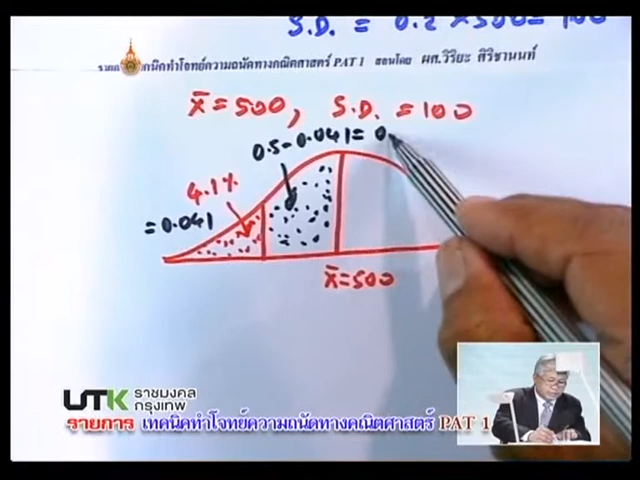 S.D. = 0.2 × 500 = 100
เทคนิคทำโจทย์ความถนัดทางคณิตศาสตร์ PAT 1 สอนโดย ผศ.วิริยะ ศิริชานนท์
x̄ = 500, S.D. = 100
0.5 - 0.041 = 0
4.1%
= 0.041
x̄ = 500
UTK ราชมงคล กรุงเทพ
รายการ เทคนิคทำโจทย์ความถนัดทางคณิตศาสตร์ PAT 1